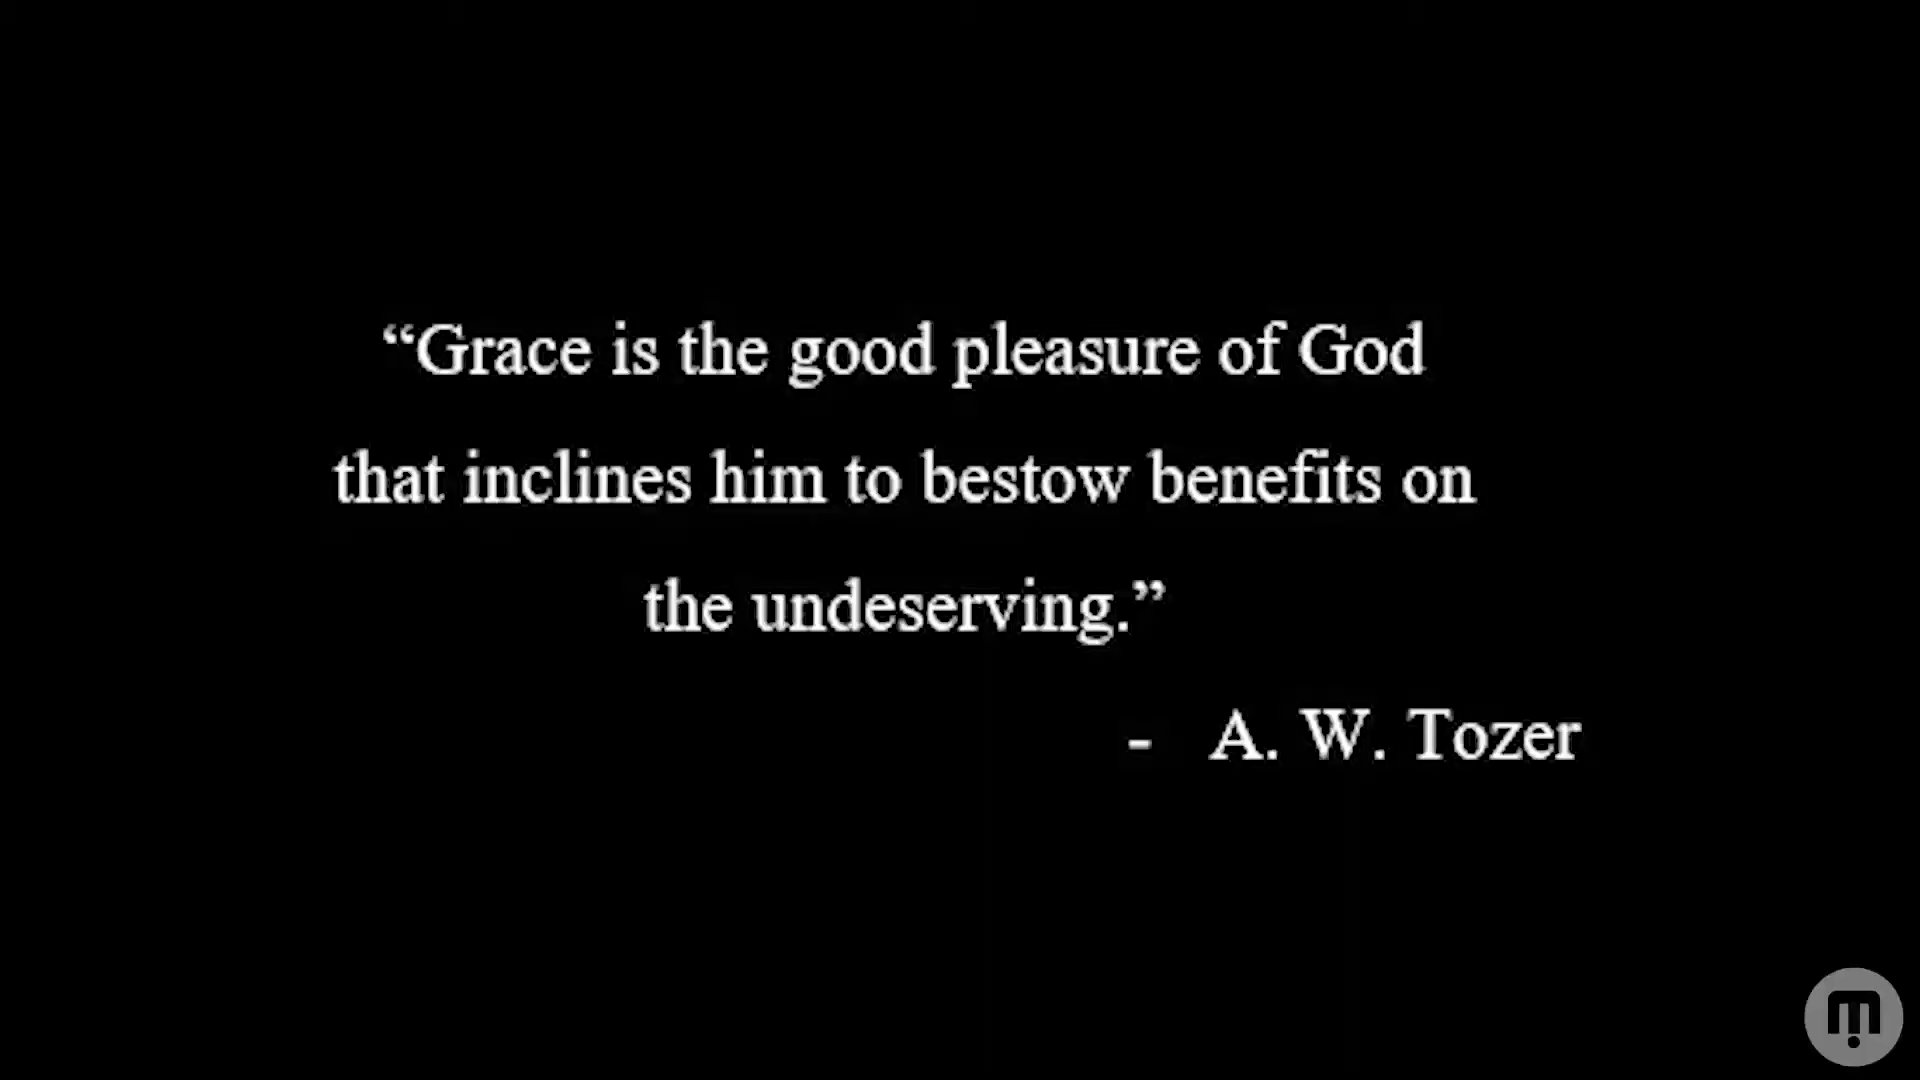 “Grace is the good pleasure of God
that inclines him to bestow benefits on
the undeserving.”
- A. W. Tozer
m